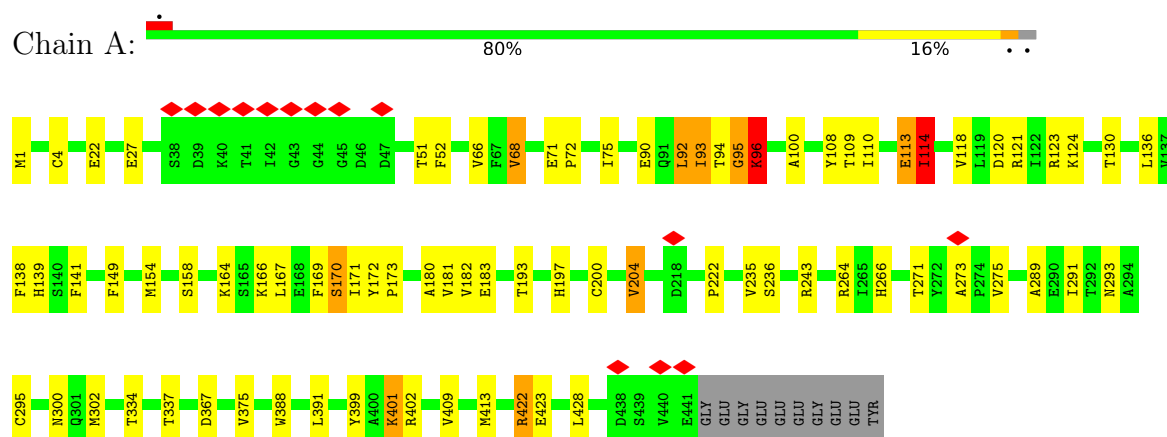 Chain A:
80% 16%
M1 C4 E22 E27 S38 D39 K40 T41 I42 G43 G44 G45 D46 D47 T51 F52 V66 F67 V68 E71 P72 I75 E90 Q91 L92 I93 T94 G95 K96 A100 Y108 T109 I110 E113 I114 V118 L119 D120 R121 I122 R123 K124 T130 L136 V137
F138 H139 S140 F141 F149 M154 S158 K164 S165 K166 L167 E168 F169 S170 I171 Y172 P173 A180 V181 V182 E183 T193 H197 C200 V204 D218 P222 V235 S236 R243 R264 I265 H266 T271 Y272 A273 P274 V275 A289 E290 I291 T292 N293 A294
C295 N300 Q301 M302 T334 T337 D367 V375 W388 L391 Y399 A400 K401 R402 V409 M413 R422 E423 L428 D438 S439 V440 E441 GLY GLU GLY GLU GLU GLU GLY GLU GLU TYR